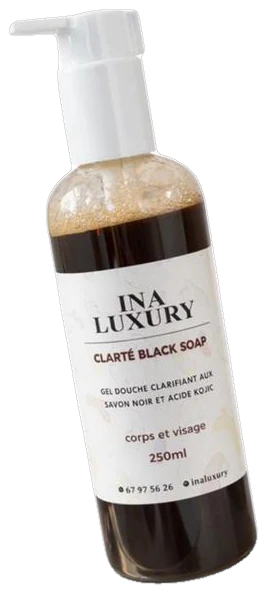 INA
LUXURY
CLARTÉ BLACK SOAP
GEL DOUCHE CLARIFIANT AUX
SAVON NOIR ET ACIDE KOJIC
corps et visage
250ml
67 97 56 26 inaluxury